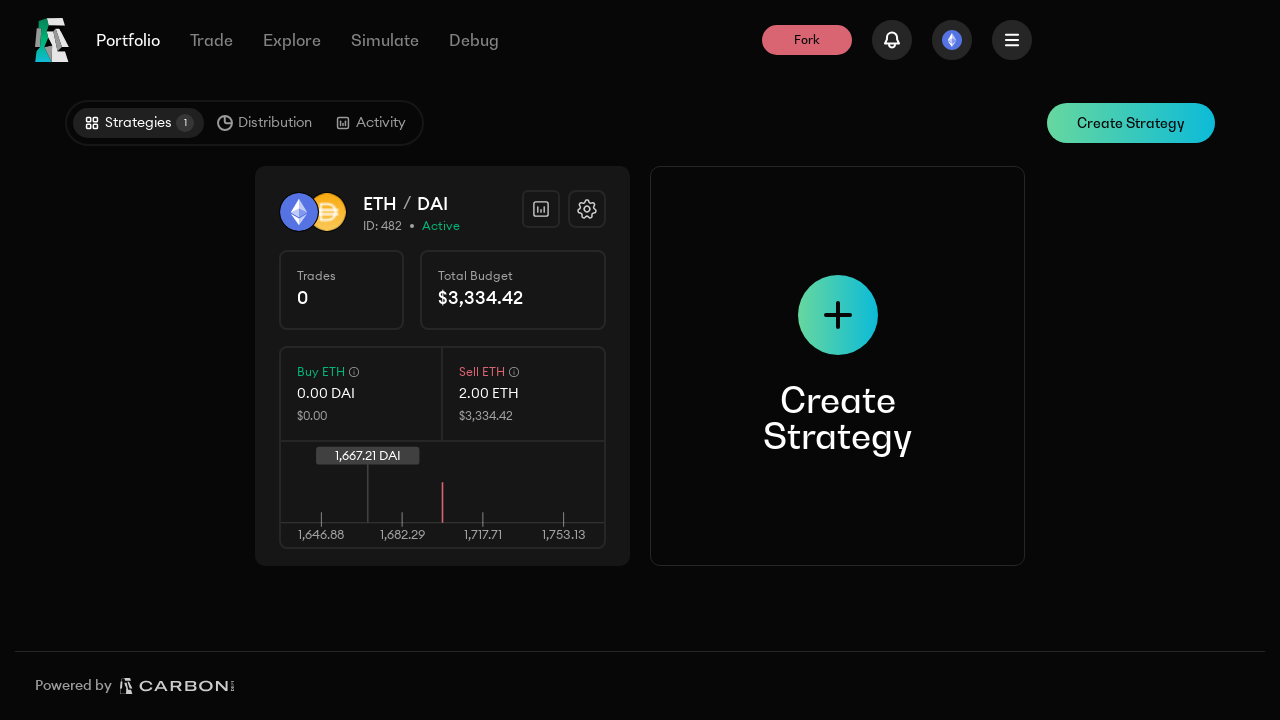 Portfolio Trade Explore Simulate Debug Fork
Strategies 1 Distribution Activity Create Strategy
ETH / DAI
ID: 482 • Active
Trades
0
Total Budget
$3,334.42
Buy ETH
0.00 DAI
$0.00
Sell ETH
2.00 ETH
$3,334.42
1,667.21 DAI
1,646.88 1,682.29 1,717.71 1,753.13
Create
Strategy
Powered by CARBON